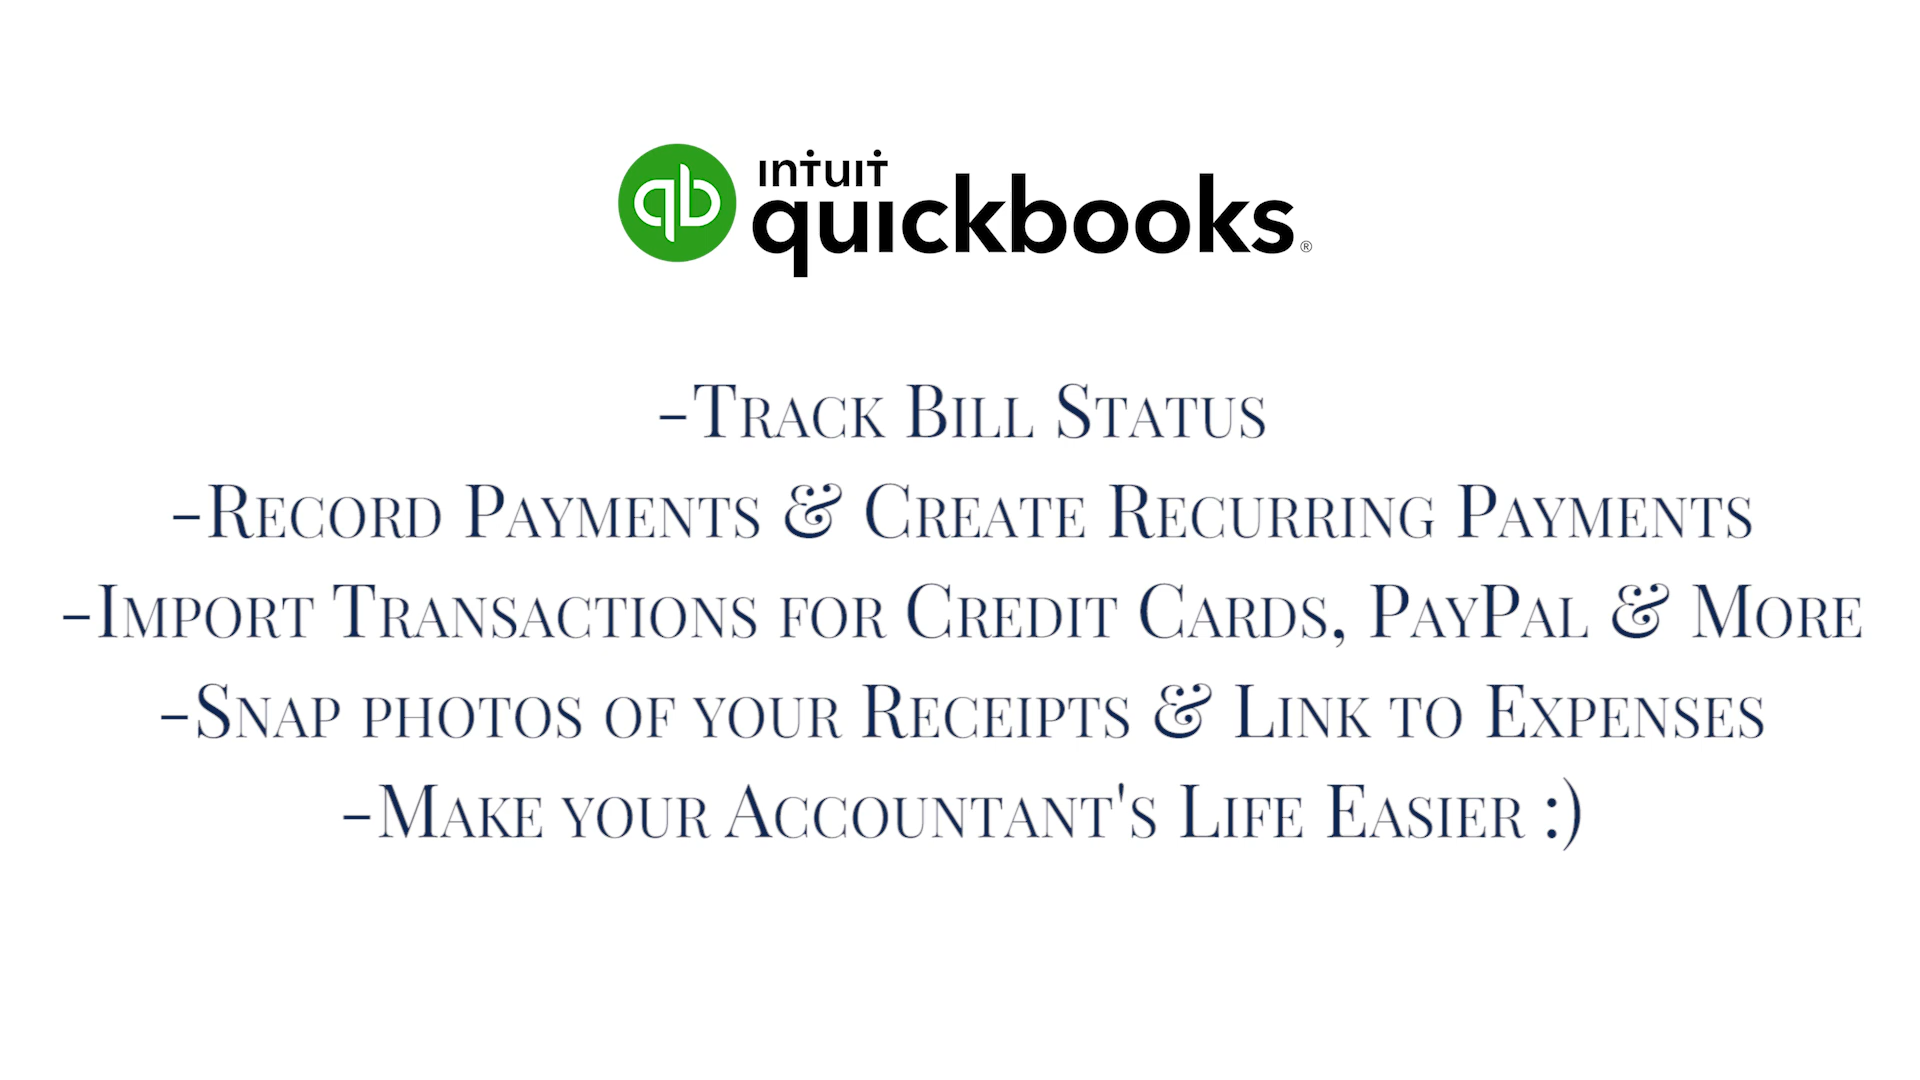 qb
intuit
quickbooks®
-Track Bill Status
-Record Payments & Create Recurring Payments
-Import Transactions for Credit Cards, PayPal & More
-Snap photos of your Receipts & Link to Expenses
-Make your Accountant's Life Easier :)